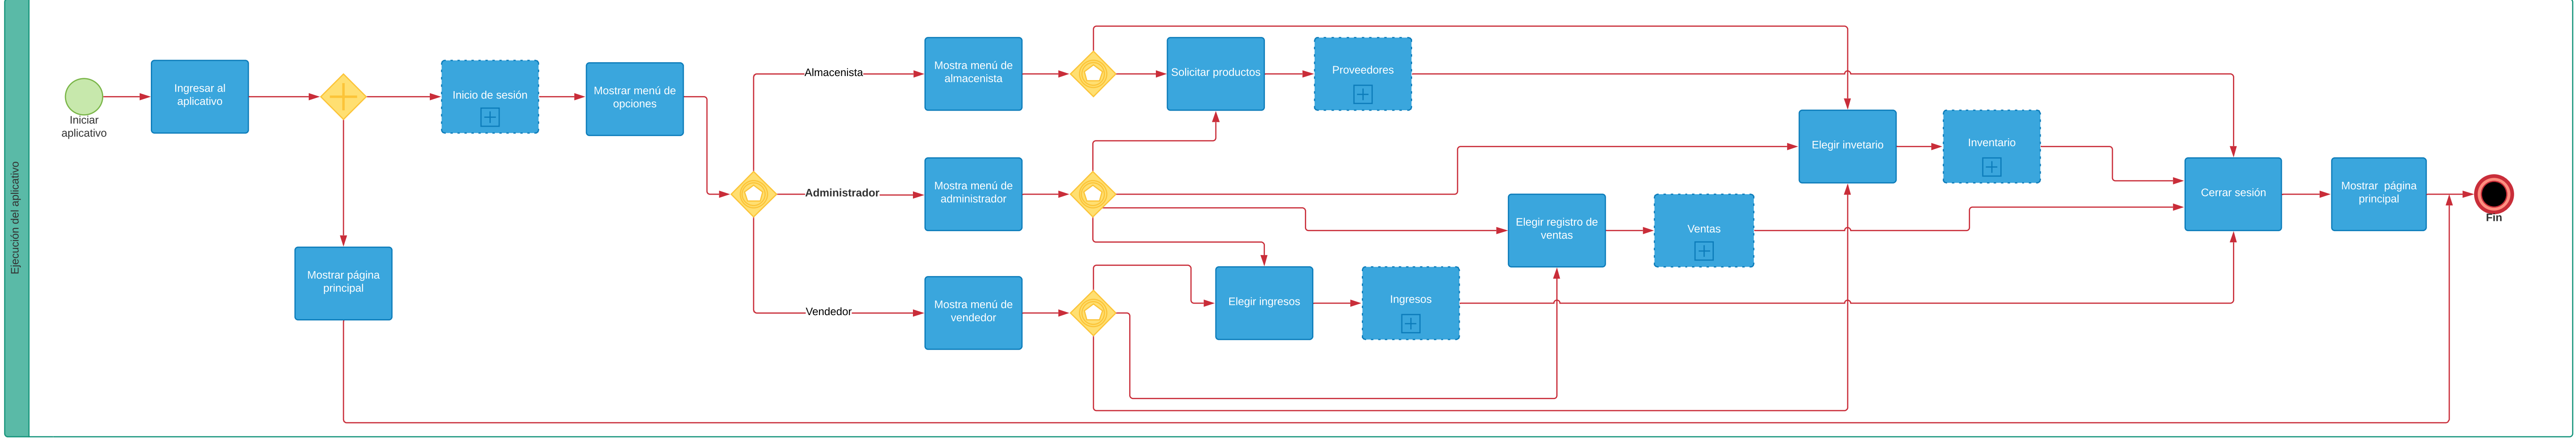 Ejecución del aplicativo
Iniciar
aplicativo
Ingresar al
aplicativo
Inicio de sesión
Mostrar menú de
opciones
Mostrar página
principal
Almacenista
Administrador
Vendedor
Mostra menú de
almacenista
Mostra menú de
administrador
Mostra menú de
vendedor
Solicitar productos
Proveedores
Elegir ingresos
Ingresos
Elegir registro de
ventas
Ventas
Elegir invetario
Inventario
Cerrar sesión
Mostrar página
principal
Fin